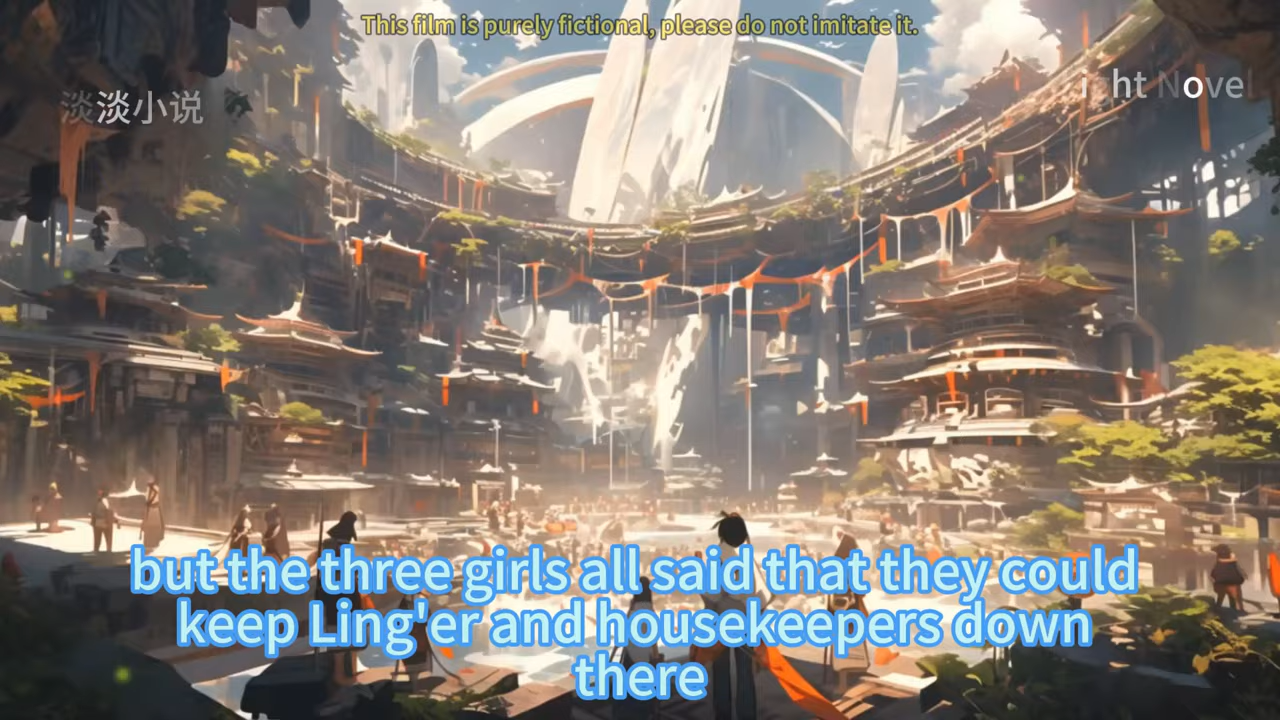 This film is purely fictional, please do not imitate it.
淡淡小说
ight Novel
but the three girls all said that they could
keep Ling'er and housekeepers down
there